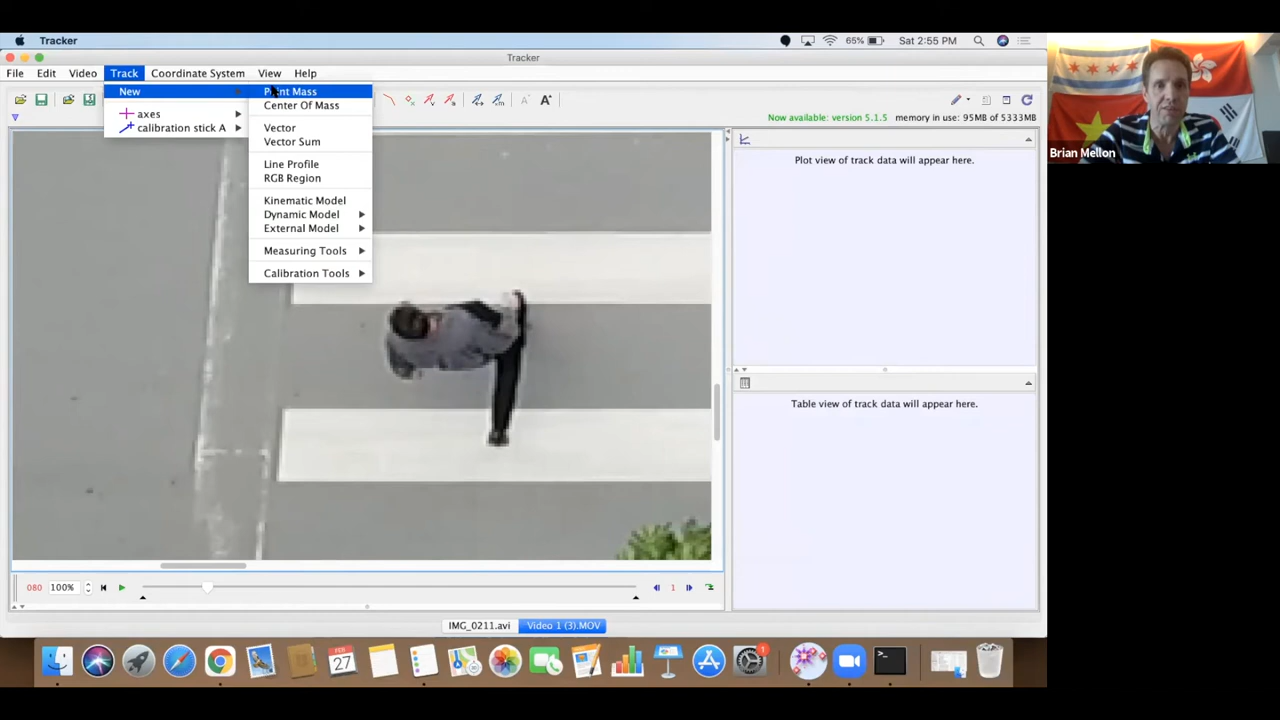 Tracker
65%
Sat 2:55 PM
Tracker
File Edit Video Track Coordinate System View Help
New
axes
calibration stick A
Point Mass
Center Of Mass
Vector
Vector Sum
Line Profile
RGB Region
Kinematic Model
Dynamic Model
External Model
Measuring Tools
Calibration Tools
A A
Now available: version 5.1.5 memory in use: 95MB of 5333MB
Plot view of track data will appear here.
Table view of track data will appear here.
Brian Mellon
080 100% 1
IMG_0211.avi Video 1 (3).MOV
FEB
27
1